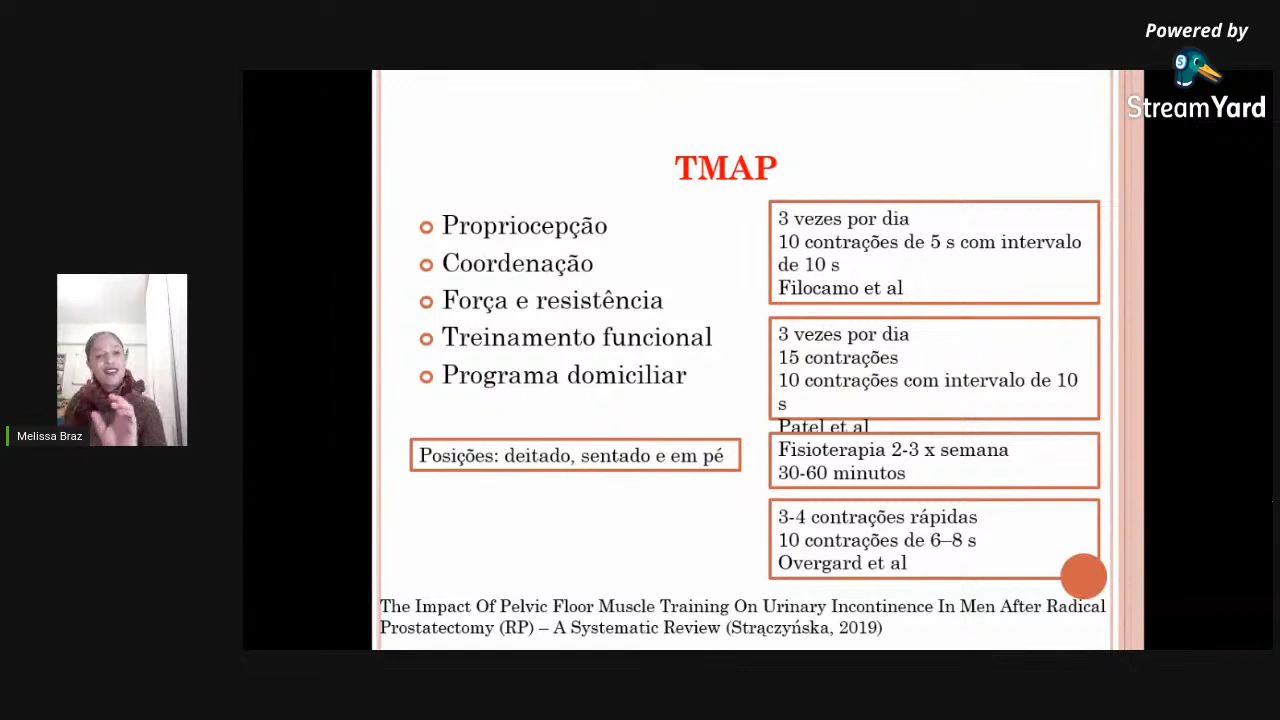 Powered by
StreamYard
TMAP
Propriocepção
Coordenação
Força e resistência
Treinamento funcional
Programa domiciliar
Posições: deitado, sentado e em pé
3 vezes por dia
10 contrações de 5 s com intervalo
de 10 s
Filocamo et al
3 vezes por dia
15 contrações
10 contrações com intervalo de 10
s
Patel et al
Fisioterapia 2-3 x semana
30-60 minutos
3-4 contrações rápidas
10 contrações de 6–8 s
Overgard et al
The Impact Of Pelvic Floor Muscle Training On Urinary Incontinence In Men After Radical
Prostatectomy (RP) – A Systematic Review (Strączyńska, 2019)
Melissa Braz